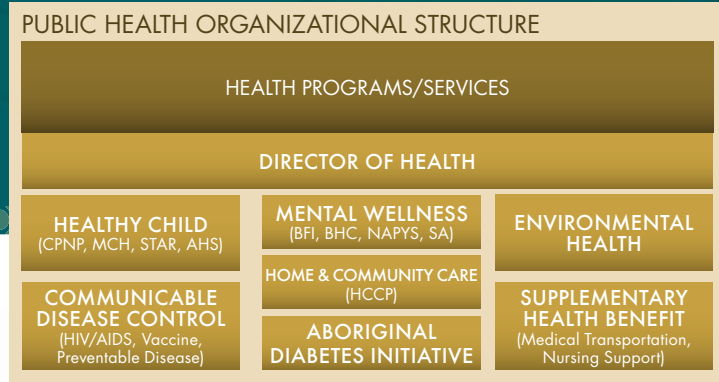 PUBLIC HEALTH ORGANIZATIONAL STRUCTURE
HEALTH PROGRAMS/SERVICES
DIRECTOR OF HEALTH
HEALTHY CHILD
(CPNP, MCH, STAR, AHS)
COMMUNICABLE
DISEASE CONTROL
(HIV/AIDS, Vaccine,
Preventable Disease)
MENTAL WELLNESS
(BFI, BHC, NAPYS, SA)
HOME & COMMUNITY CARE
(HCCP)
ABORIGINAL
DIABETES INITIATIVE
ENVIRONMENTAL
HEALTH
SUPPLEMENTARY
HEALTH BENEFIT
(Medical Transportation,
Nursing Support)